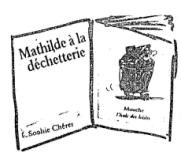 Mathilde à la
déchetterie
E. Sophie Chérer
Mouche
l'école des loisirs